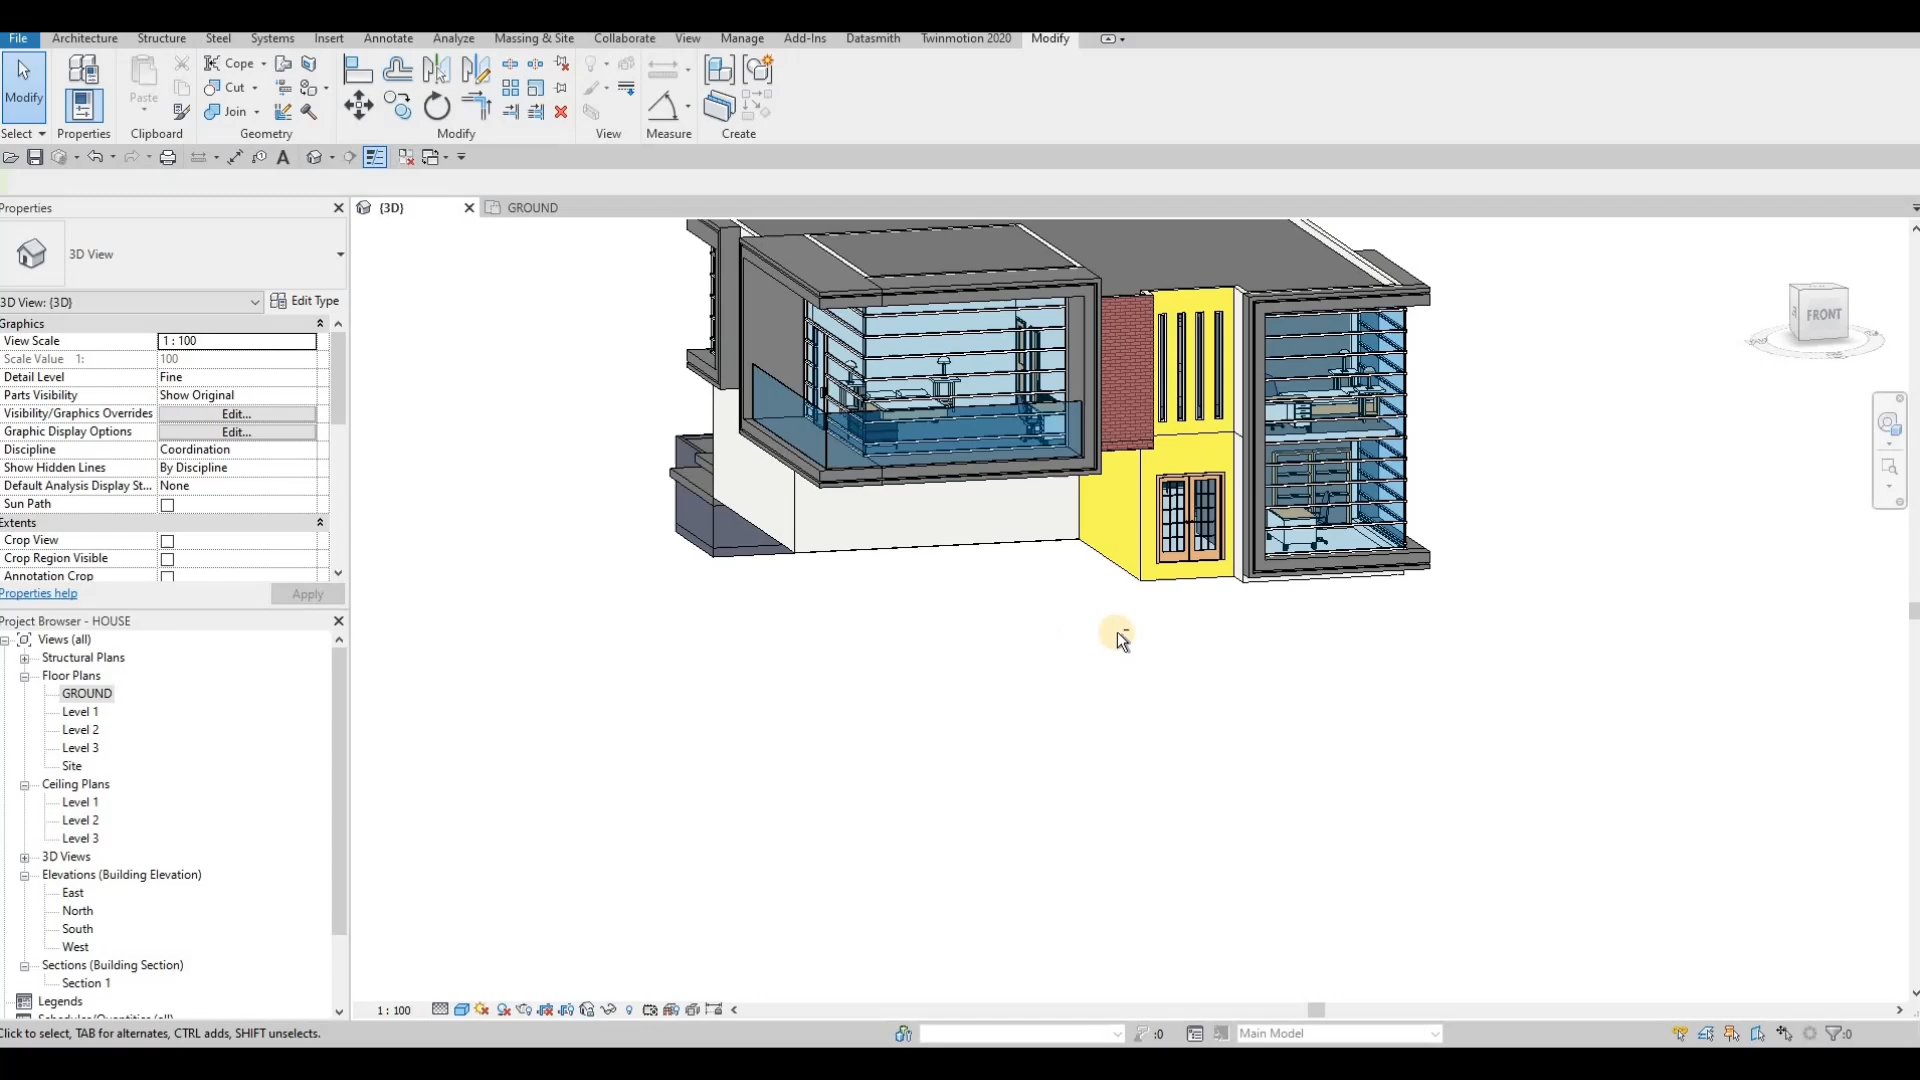 File Architecture Structure Steel Systems Insert Annotate Analyze Massing & Site Collaborate View Manage Add-Ins Datasmith Twinmotion 2020 Modify
Modify Paste Cope
Cut
Join
Select Properties Clipboard Geometry Modify View Measure Create
Properties
{3D} GROUND
3D View
3D View: {3D} Edit Type
Graphics
View Scale 1 : 100
Scale Value 1: 100
Detail Level Fine
Parts Visibility Show Original
Visibility/Graphics Overrides Edit...
Graphic Display Options Edit...
Discipline Coordination
Show Hidden Lines By Discipline
Default Analysis Display St... None
Sun Path
Extents
Crop View
Crop Region Visible
Annotation Crop
Properties help Apply
Project Browser - HOUSE
Views (all)
Structural Plans
Floor Plans
GROUND
Level 1
Level 2
Level 3
Site
Ceiling Plans
Level 1
Level 2
Level 3
3D Views
Elevations (Building Elevation)
East
North
South
West
Sections (Building Section)
Section 1
Legends
FRONT
1 : 100
Click to select, TAB for alternates, CTRL adds, SHIFT unselects.
:0 Main Model :0